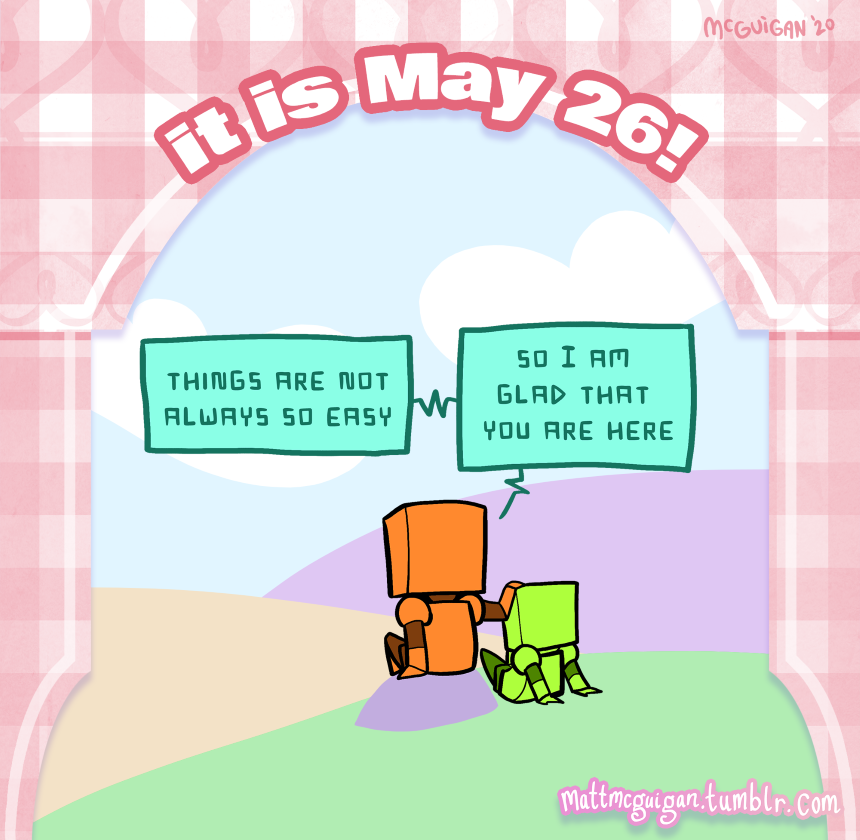 McGUiGAN '20
it is May 26!
THINGS ARE NOT
ALWAYS SO EASY
SO I AM
GLAD THAT
YOU ARE HERE
mattmcguigan.tumblr.com